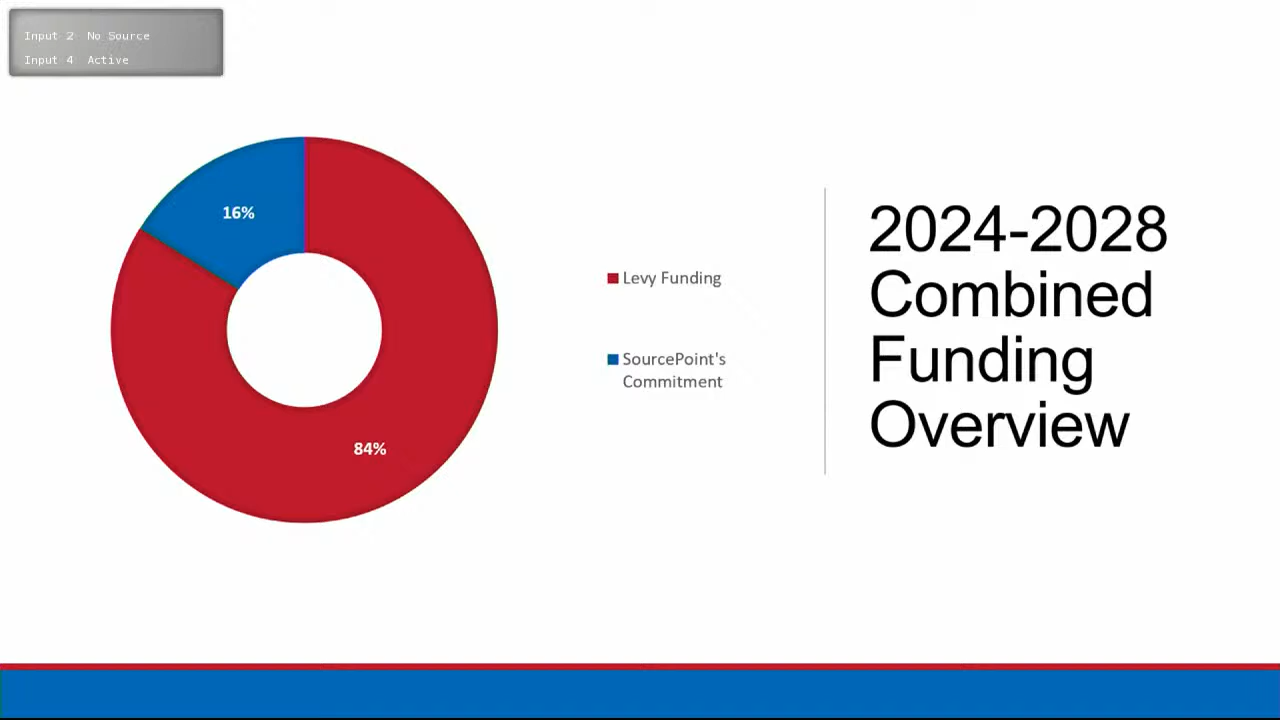 Input 2  No Source
Input 4  Active
16%
84%
Levy Funding
SourcePoint's
Commitment
2024-2028
Combined
Funding
Overview